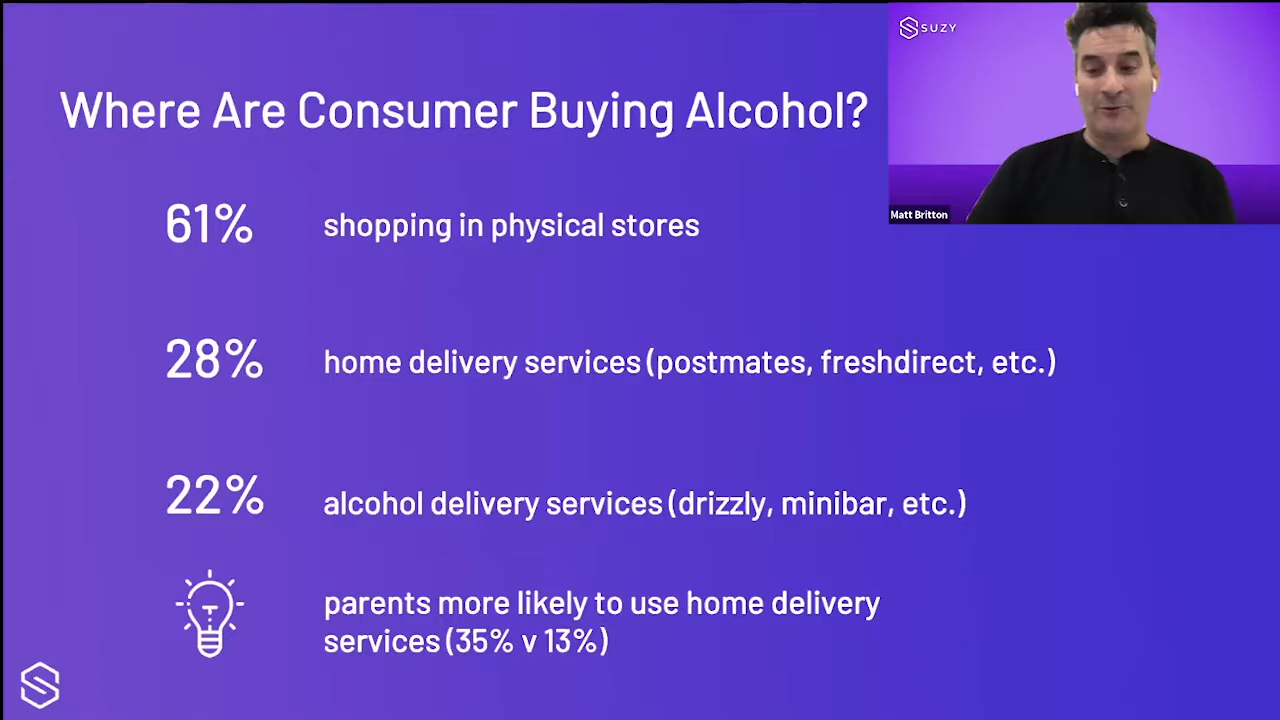 SUZY
Where Are Consumer Buying Alcohol?
Matt Britton
61%
shopping in physical stores
28%
home delivery services (postmates, freshdirect, etc.)
22%
alcohol delivery services (drizzly, minibar, etc.)
parents more likely to use home delivery
services (35% v 13%)